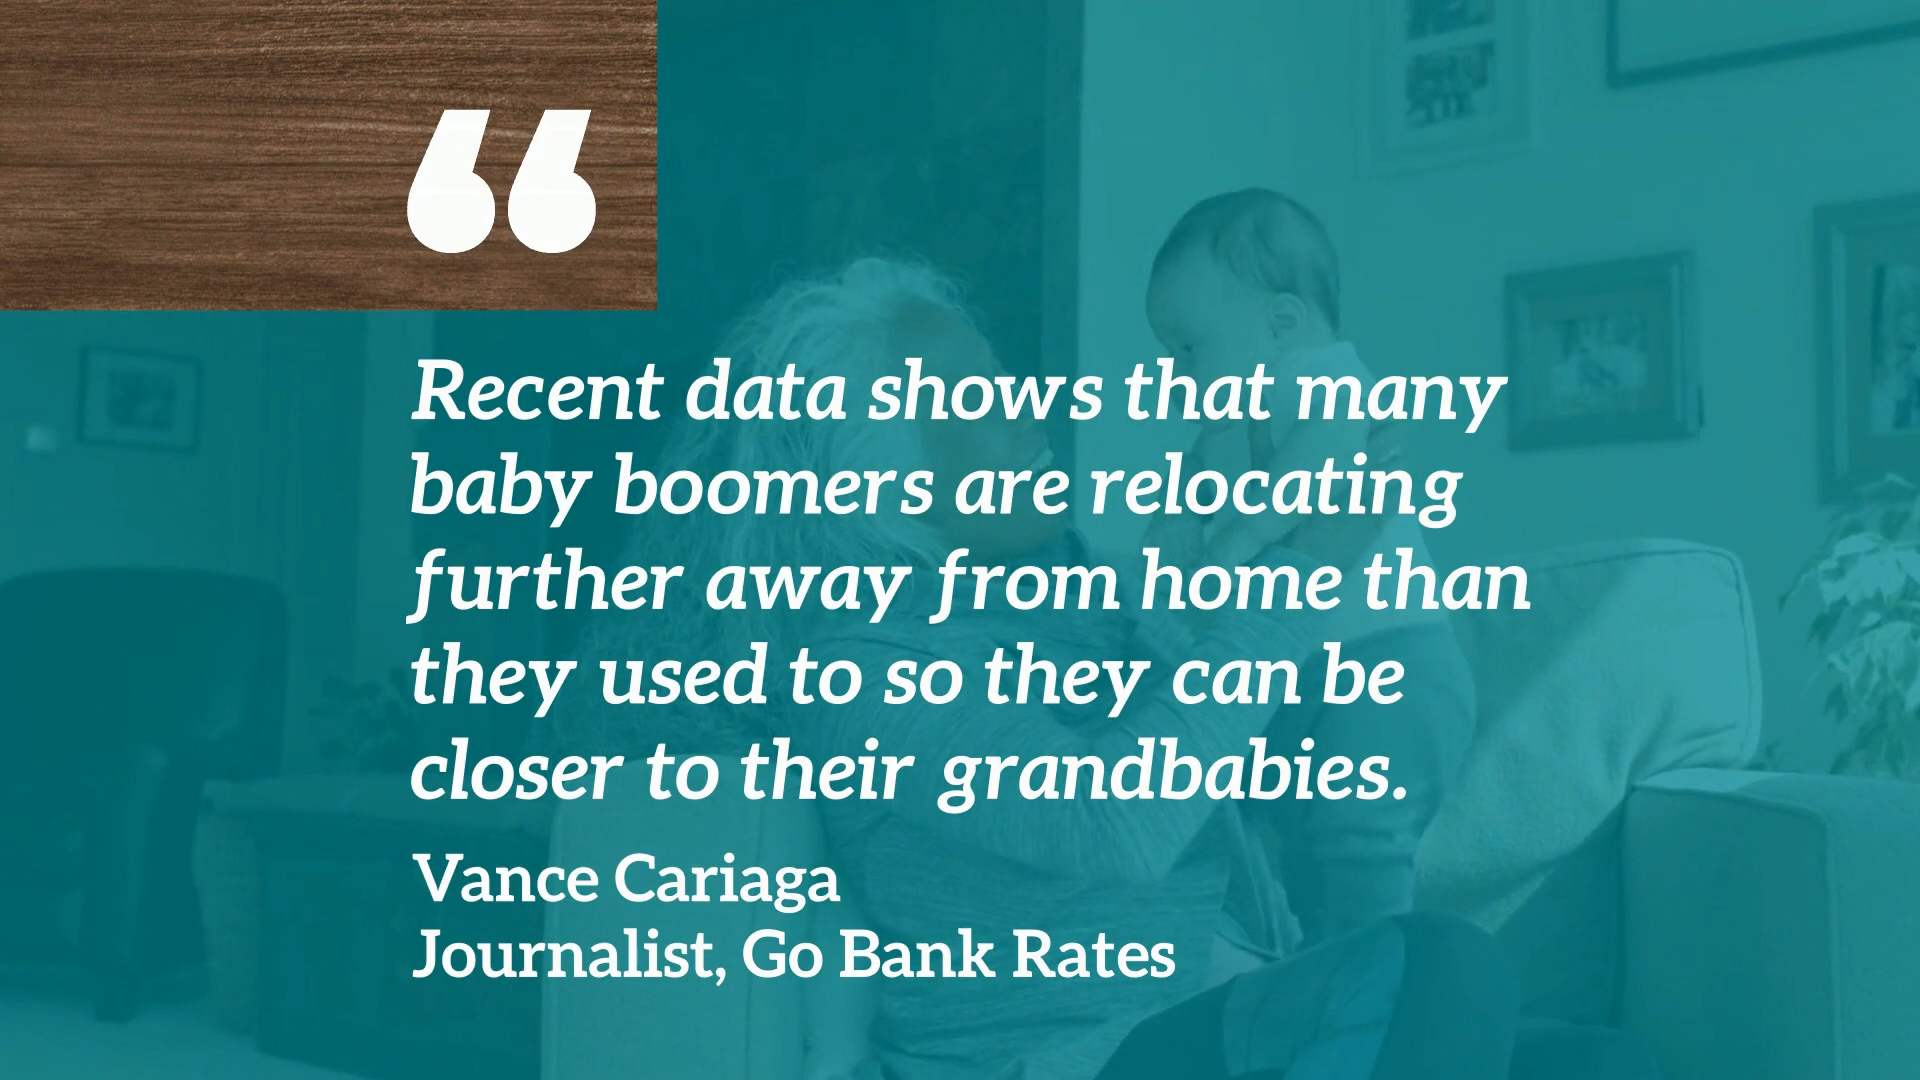 “
Recent data shows that many
baby boomers are relocating
further away from home than
they used to so they can be
closer to their grandbabies.
Vance Cariaga
Journalist, Go Bank Rates